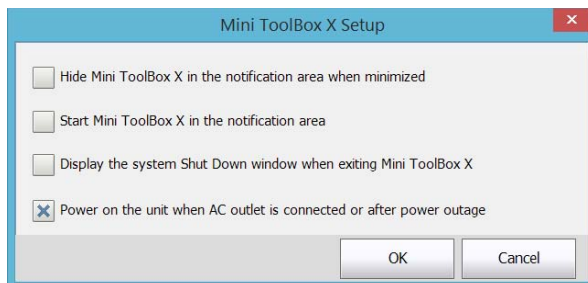 Mini ToolBox X Setup
Hide Mini ToolBox X in the notification area when minimized
Start Mini ToolBox X in the notification area
Display the system Shut Down window when exiting Mini ToolBox X
Power on the unit when AC outlet is connected or after power outage
OK Cancel